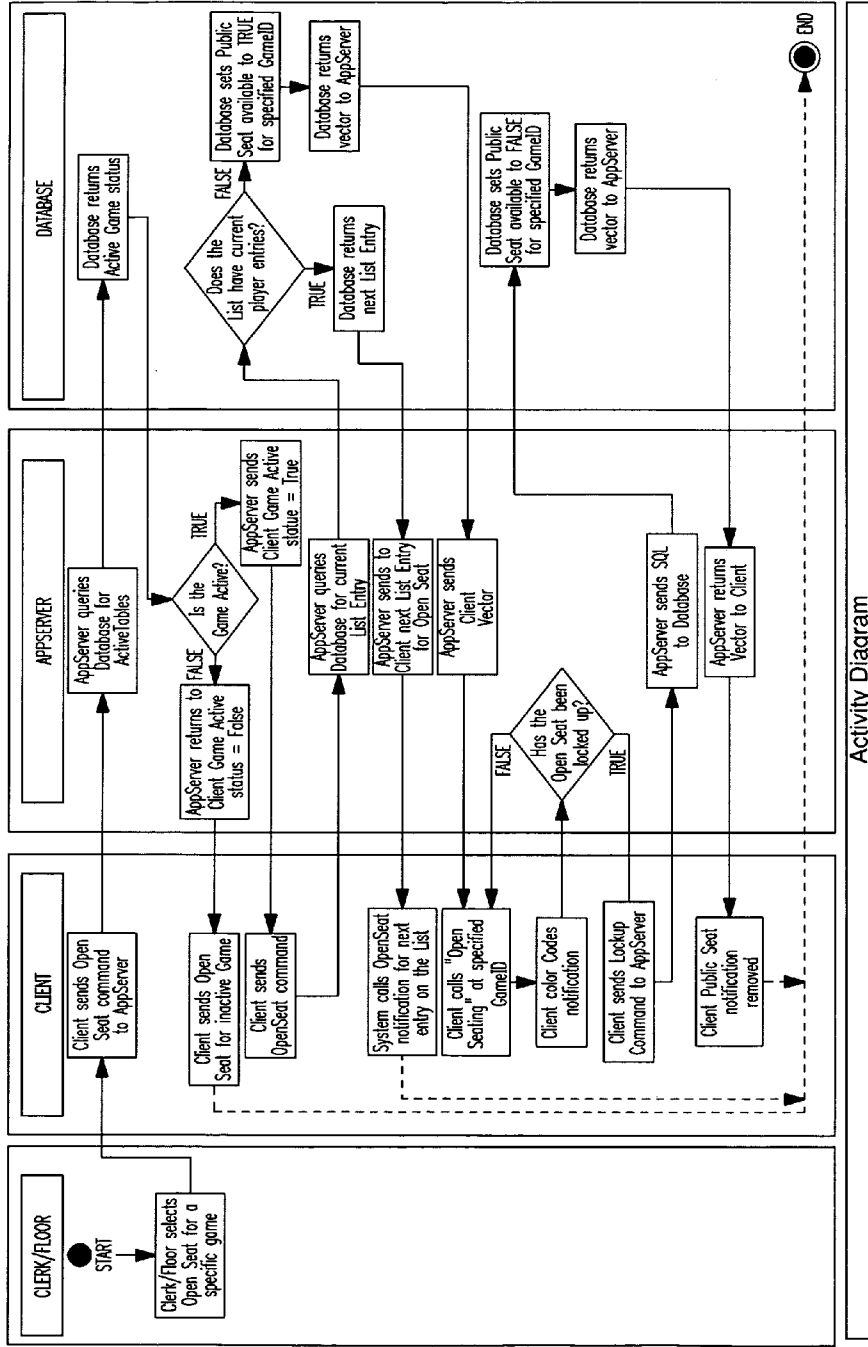 CLERK/FLOOR
START
Clerk/Floor selects
Open Seat for a
specific game
CLIENT
Client sends Open
Seat command
to AppServer
Client sends Open
Seat for inactive Game
Client sends
OpenSeat command
System calls OpenSeat
notification for next
entry on the List
Client calls "Open
Seating" at specified
GameID
Client color Codes
notification
Client sends Lockup
Command to AppServer
Client Public Seat
notification
removed
APPSERVER
AppServer queries
Database for
ActiveTables
Is the
Game Active?
FALSE
TRUE
AppServer returns to
Client Game Active
status = False
AppServer sends
Client Game Active
statue = True
AppServer queries
Database for current
List Entry
AppServer sends to
Client next List Entry
for Open Seat
AppServer sends
Client
Vector
Has the
Open Seat been
locked up?
FALSE
TRUE
AppServer sends SQL
to Database
AppServer returns
Vector to Client
DATABASE
Database returns
Active Game status
Does the
List have current
player entries?
FALSE
TRUE
Database sets Public
Seat available to TRUE
for specified GameID
Database returns
vector to AppServer
Database returns
next List Entry
Database sets Public
Seat available to FALSE
for specified GameID
Database returns
vector to AppServer
END
Activity Diagram